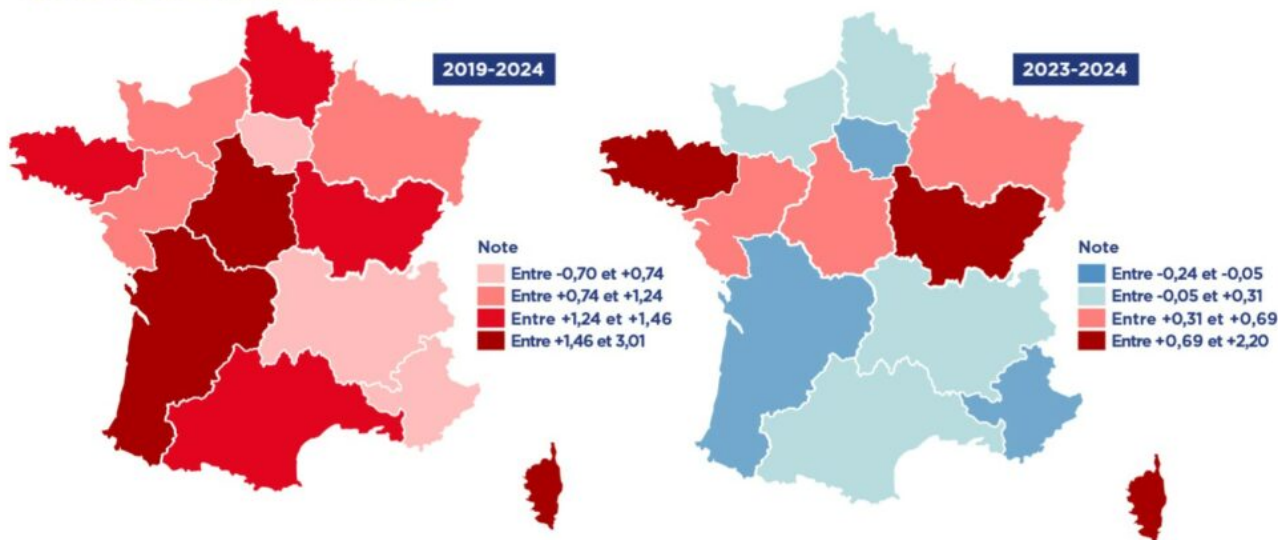 2019-2024
Note
Entre -0,70 et +0,74
Entre +0,74 et +1,24
Entre +1,24 et +1,46
Entre +1,46 et 3,01
2023-2024
Note
Entre -0,24 et -0,05
Entre -0,05 et +0,31
Entre +0,31 et +0,69
Entre +0,69 et +2,20